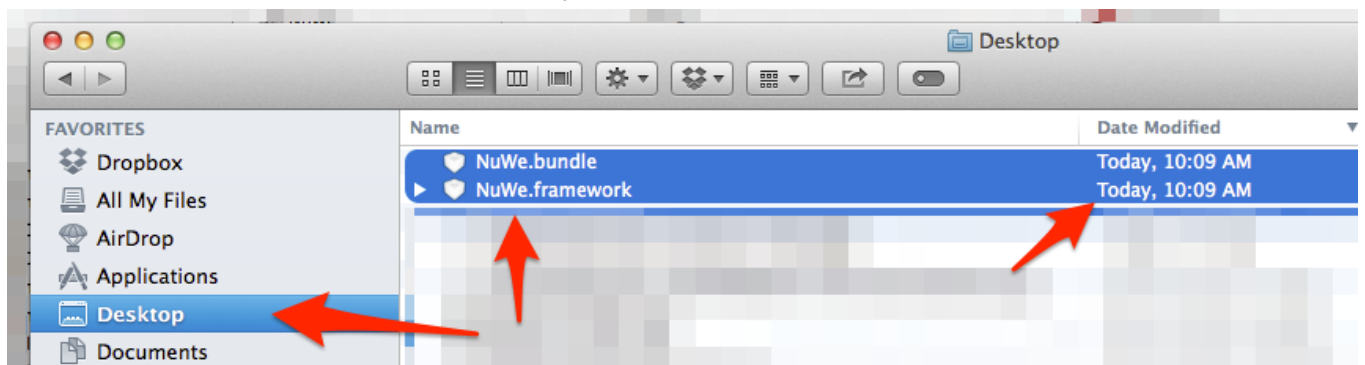 Desktop
FAVORITES
Dropbox
All My Files
AirDrop
Applications
Desktop
Documents
Name Date Modified
NuWe.bundle Today, 10:09 AM
NuWe.framework Today, 10:09 AM